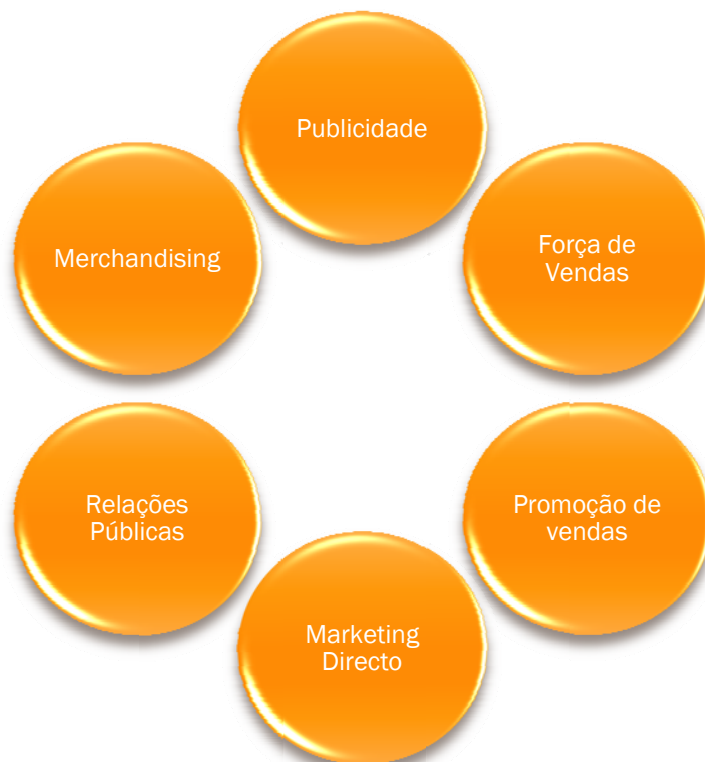 Publicidade
Força de
Vendas
Promoção de
vendas
Marketing
Directo
Relações
Públicas
Merchandising